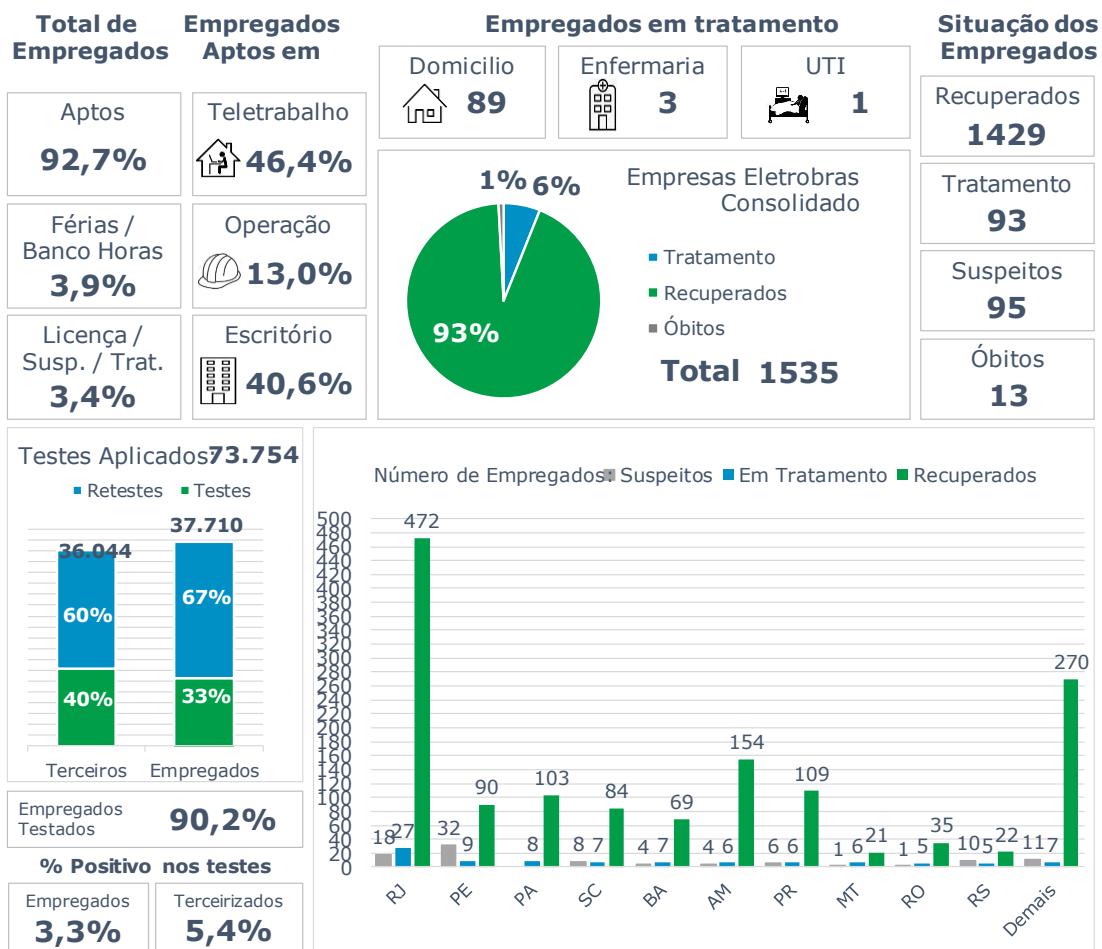 Total de
Empregados
Empregados
Aptos em
Empregados em tratamento
Situação dos
Empregados
Aptos
92,7%
Férias /
Banco Horas
3,9%
Licença /
Susp. / Trat.
3,4%
Teletrabalho
46,4%
Operação
13,0%
Escritório
40,6%
Domicilio
89
Enfermaria
3
UTI
1
1% 6%
93%
Empresas Eletrobras
Consolidado
Tratamento
Recuperados
Óbitos
Total 1535
Recuperados
1429
Tratamento
93
Suspeitos
95
Óbitos
13
Testes Aplicados: 73.754
Retestes Testes
37.710
36.044
60%
67%
40%
33%
Terceiros Empregados
Empregados
Testados
90,2%
% Positivo nos testes
Empregados
3,3%
Terceirizados
5,4%
Número de Empregados: Suspeitos Em Tratamento Recuperados
500
480
460
440
420
400
380
360
340
320
300
280
260
240
220
200
180
160
140
120
100
80
60
40
20
0
18 27 472
32 9 90
8 103
8 7 84
4 7 69
4 6 154
6 6 109
1 6 21
1 5 35
10 5 22
11 7 270
RJ PE PA SC BA AM PR MT RO RS Demais